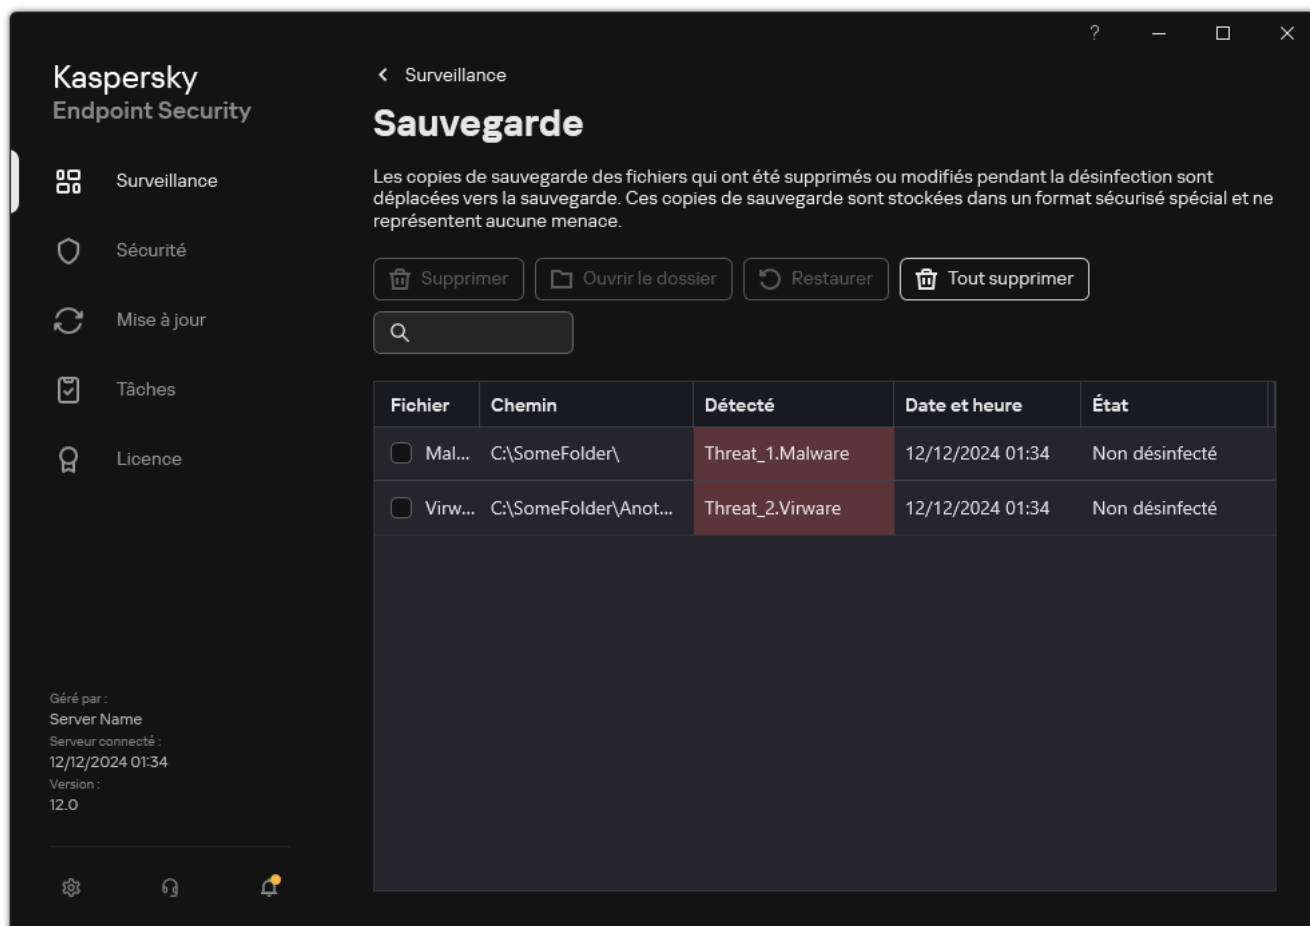 ?
Kaspersky
Endpoint Security
Surveillance
Sécurité
Mise à jour
Tâches
Licence
Géré par :
Server Name
Serveur connecté :
12/12/2024 01:34
Version :
12.0
Surveillance
Sauvegarde
Les copies de sauvegarde des fichiers qui ont été supprimés ou modifiés pendant la désinfection sont
déplacées vers la sauvegarde. Ces copies de sauvegarde sont stockées dans un format sécurisé spécial et ne
représentent aucune menace.
Supprimer Ouvrir le dossier Restaurer Tout supprimer
Fichier Chemin Détecté Date et heure État
Mal... C:\SomeFolder\ Threat_1.Malware 12/12/2024 01:34 Non désinfecté
Virw... C:\SomeFolder\Anot... Threat_2.Virware 12/12/2024 01:34 Non désinfecté